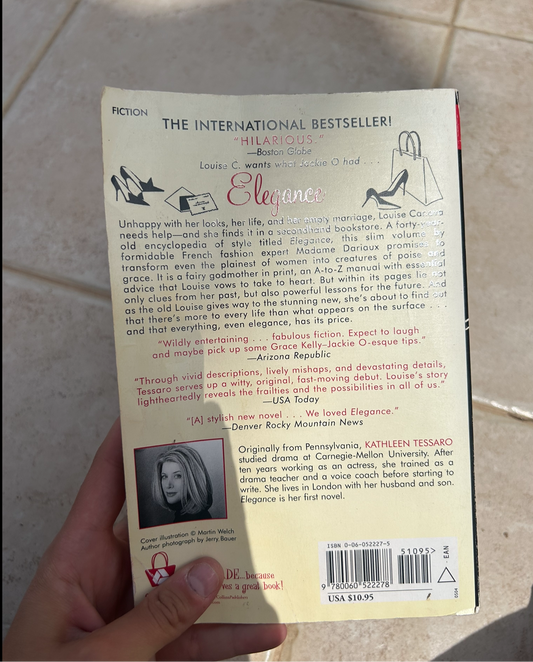 FICTION
THE INTERNATIONAL BESTSELLER!
"HILARIOUS."
—Boston Globe
Louise C. wants what Jackie O had . . .
Elegance
Unhappy with her looks, her life, and her empty marriage, Louise Canova
needs help—and she finds it in a secondhand bookstore. A forty-
old encyclopedia of style titled Elegance, this slim volume by
formidable French fashion expert Madame Dariaux promises to
transform even the plainest of women into creatures of poise and
grace. It is a fairy godmother in print, an A-to-Z manual with essential
advice that Louise vows to take to heart. But within its pages lie not
only clues from her past, but also powerful lessons for the future. And
as the old Louise gives way to the stunning new, she's about to find out
that there's more to every life than what appears on the surface . . .
and that everything, even elegance, has its price.
"Wildly entertaining . . . fabulous fiction. Expect to laugh
and maybe pick up some Grace Kelly–Jackie O-esque tips."
—Arizona Republic
"Through vivid descriptions, lively mishaps, and devastating details,
Tessaro serves up a witty, original, fast-moving debut. Louise's story
lightheartedly reveals the frailties and the possibilities in all of us."
—USA Today
"[A] stylish new novel . . . We loved Elegance."
—Denver Rocky Mountain News
Originally from Pennsylvania, KATHLEEN TESSARO
studied drama at Carnegie-Mellon University. After
ten years working as an actress, she trained as a
drama teacher and a voice coach before starting to
write. She lives in London with her husband and son.
Elegance is her first novel.
Cover illustration © Martin Welch
Author photograph by Jerry Bauer
DE...because
a great book!
ISBN 0-06-052227-5
51095>
EAN
9 780060 522278
USA $10.95
0504